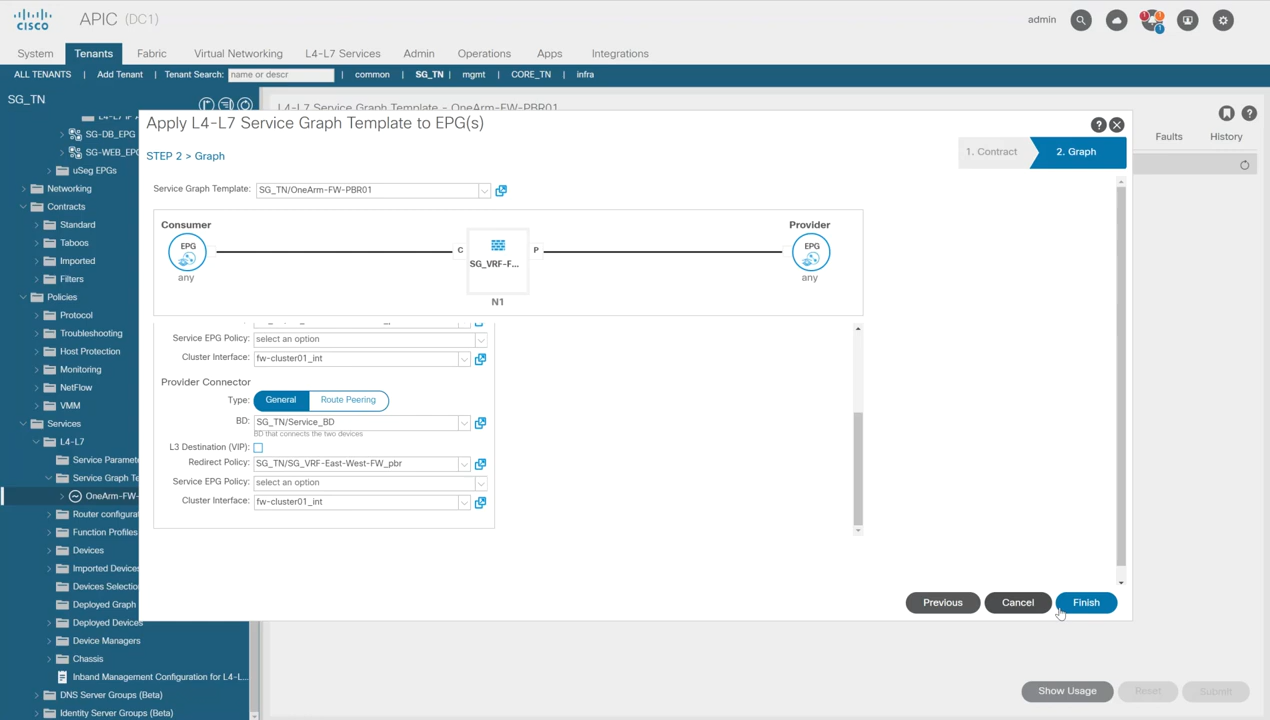 CISCO
APIC (DC1)
admin
1
1
System Tenants Fabric Virtual Networking L4-L7 Services Admin Operations Apps Integrations
ALL TENANTS | Add Tenant | Tenant Search: name or descr | common | SG_TN | mgmt | CORE_TN | infra
SG_TN
L4-L7 Service Graph Template - OneArm-FW-PBR01
Faults History
SG-DB_EPG
SG-WEB_EPG
uSeg EPGs
Networking
Contracts
Standard
Taboos
Imported
Filters
Policies
Protocol
Troubleshooting
Host Protection
Monitoring
NetFlow
VMM
Services
L4-L7
Service Paramete
Service Graph Te
OneArm-FW-
Router configurat
Function Profiles
Devices
Imported Devices
Devices Selection
Deployed Graph
Deployed Devices
Device Managers
Chassis
Inband Management Configuration for L4-L...
DNS Server Groups (Beta)
Identity Server Groups (Beta)
Apply L4-L7 Service Graph Template to EPG(s)
STEP 2 > Graph
1. Contract
2. Graph
Service Graph Template: SG_TN/OneArm-FW-PBR01
Consumer
EPG
any
C
SG_VRF-F...
P
N1
Provider
EPG
any
Service EPG Policy: select an option
Cluster Interface: fw-cluster01_int
Provider Connector
Type: General Route Peering
BD: SG_TN/Service_BD
BD that connects the two devices
L3 Destination (VIP):
Redirect Policy: SG_TN/SG_VRF-East-West-FW_pbr
Service EPG Policy: select an option
Cluster Interface: fw-cluster01_int
Previous Cancel Finish
Show Usage Reset Submit